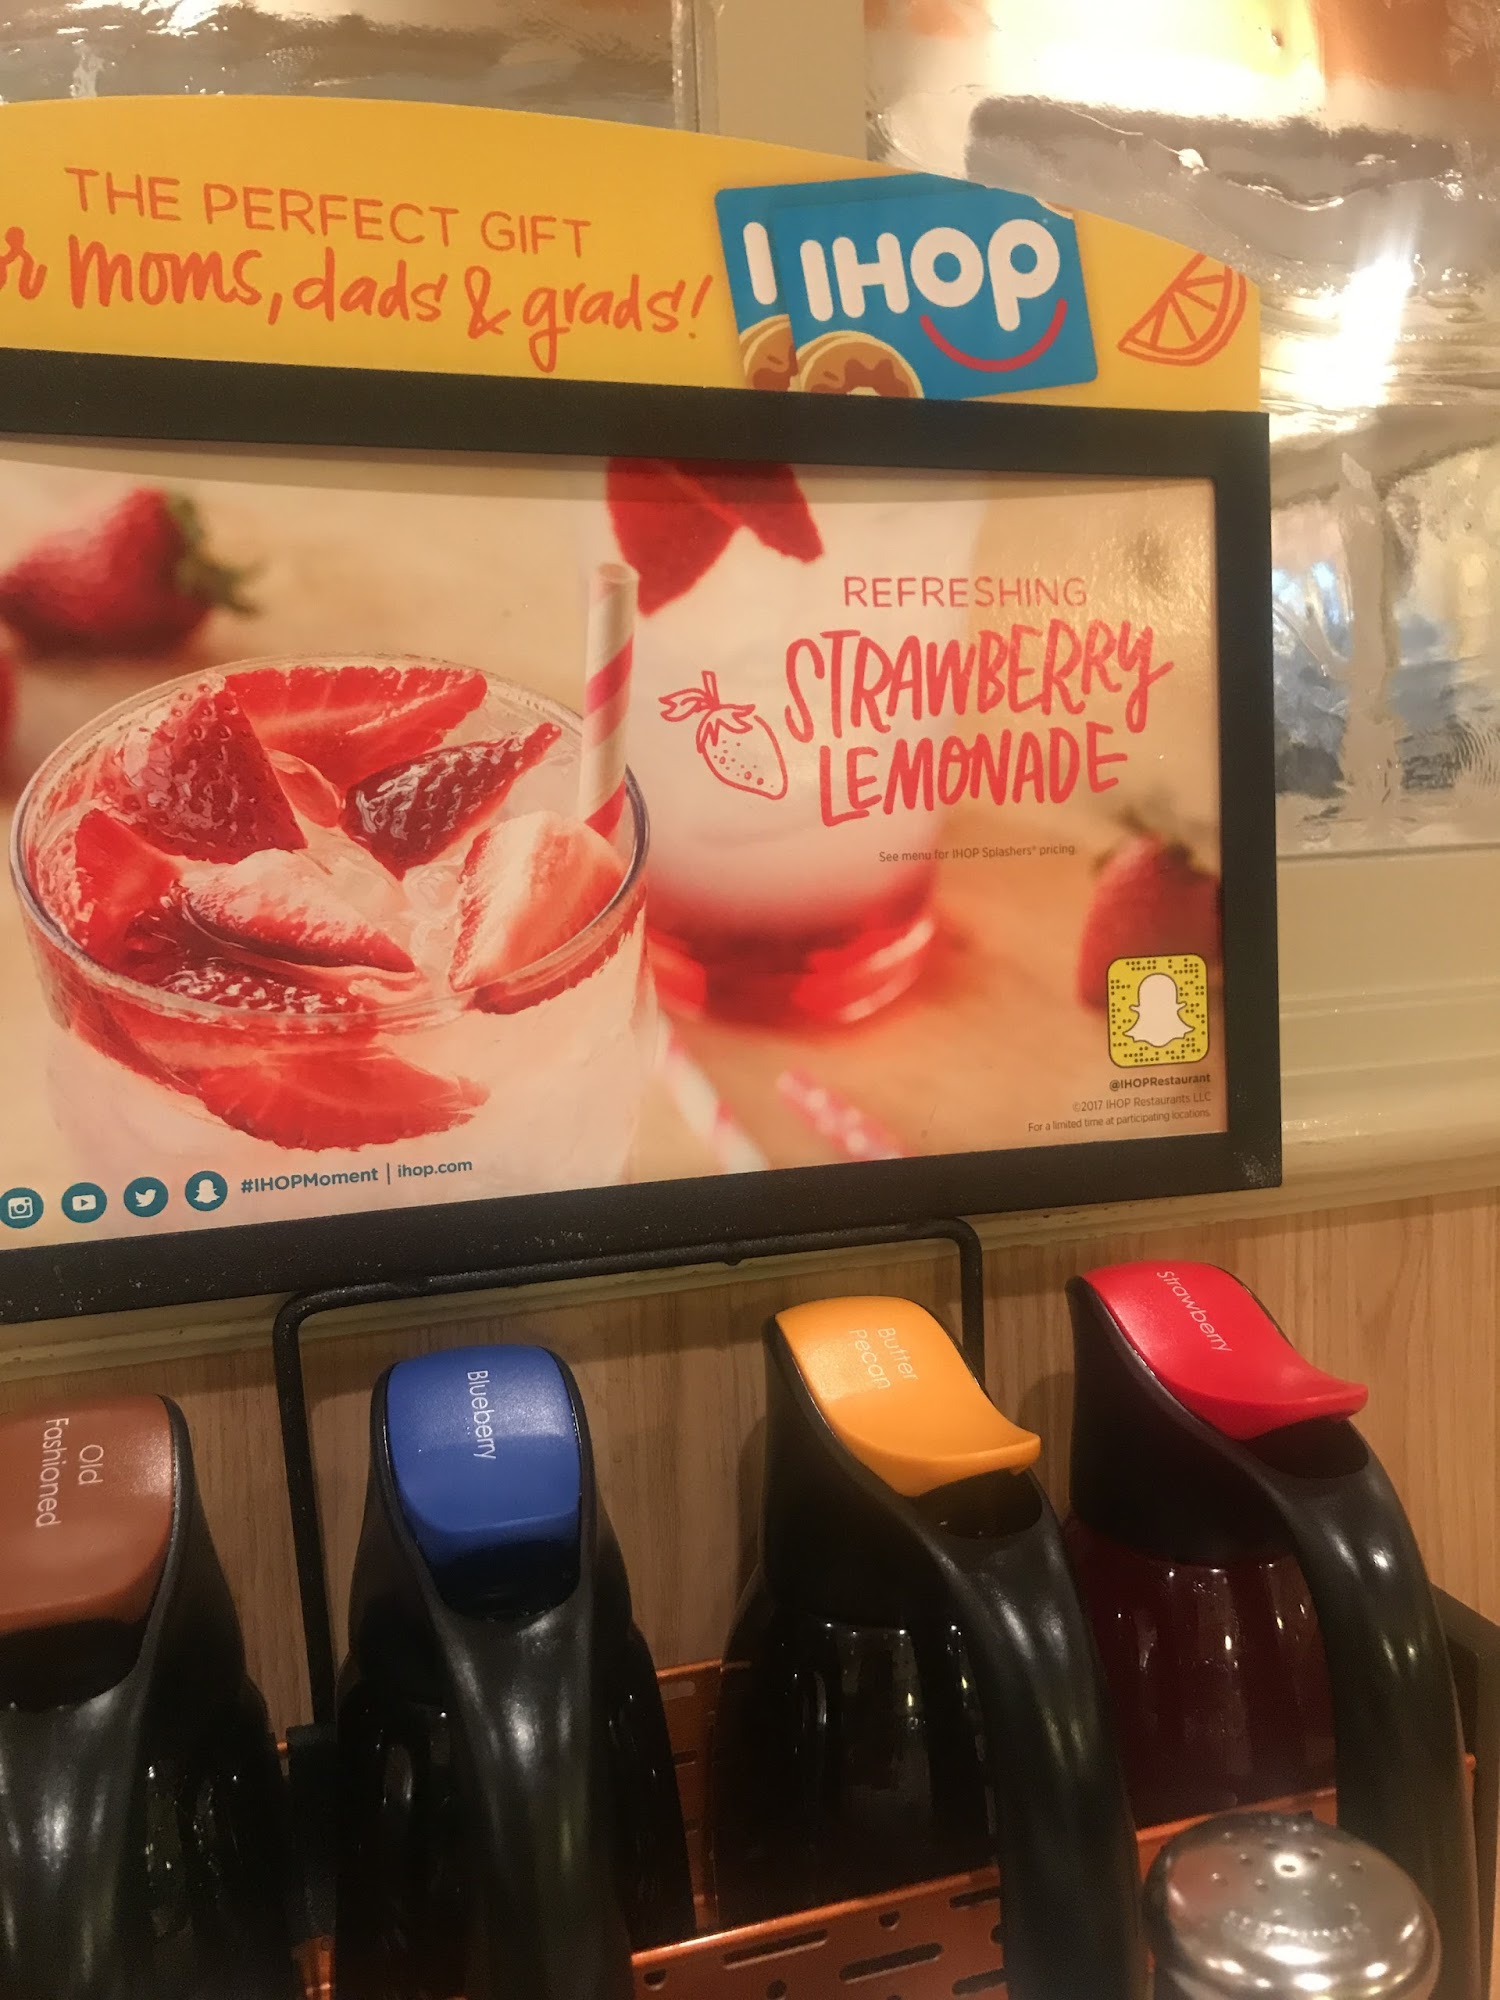 THE PERFECT GIFT
r moms, dads & grads!
I
IHOP
REFRESHING
STRAWBERRY
LEMONADE
See menu for IHOP Splashers® pricing.
@IHOPRestaurant
©2017 IHOP Restaurants LLC
For a limited time at participating locations.
#IHOPMoment | ihop.com
Old
Fashioned
Blueberry
Butter
Pecan
Strawberry